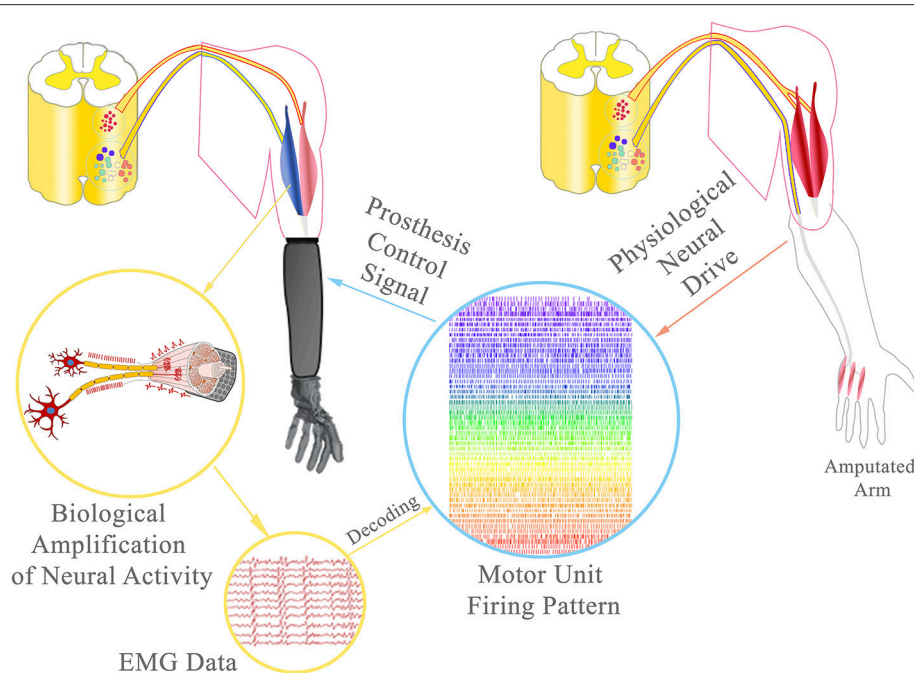 Prosthesis
Control
Signal
Physiological
Neural
Drive
Amputated
Arm
Biological
Amplification
of Neural Activity
Decoding
Motor Unit
Firing Pattern
EMG Data